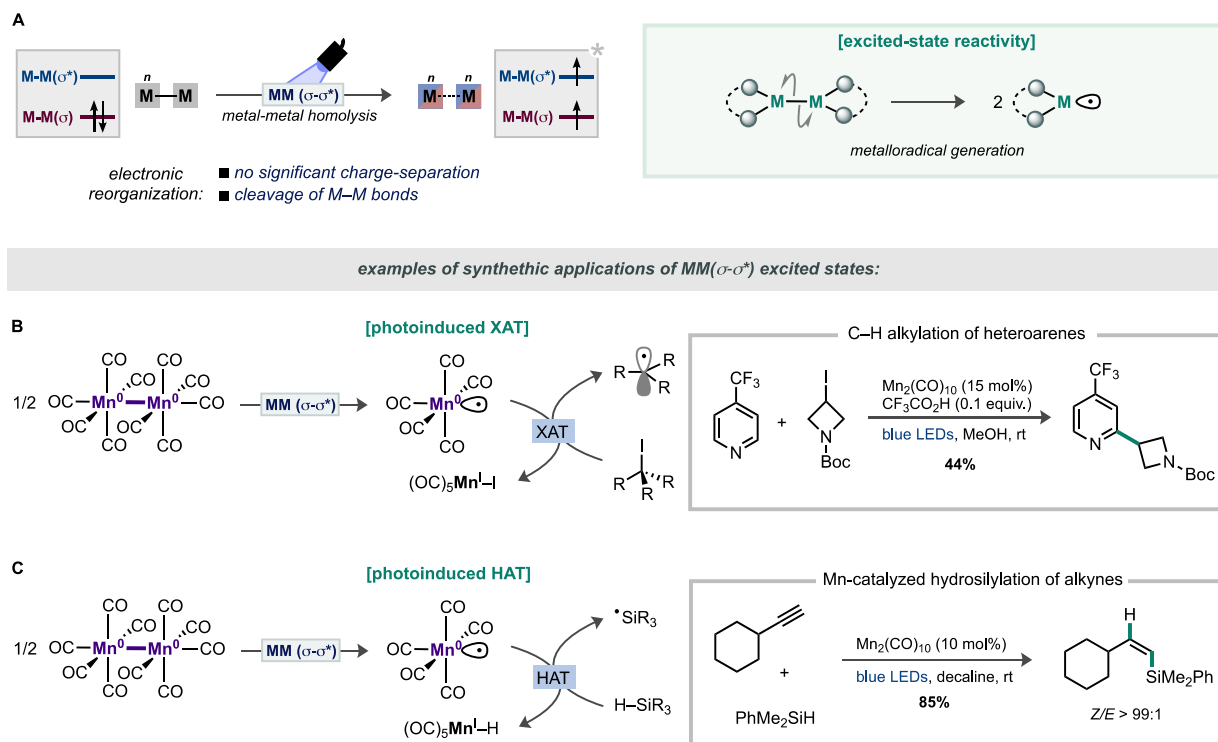 A
M-M(σ*)
M-M(σ)
n
M M
MM (σ-σ*)
metal-metal homolysis
n n
M M
*
M-M(σ*)
M-M(σ)
electronic
reorganization:
no significant charge-separation
cleavage of M–M bonds
[excited-state reactivity]
M M
2 M
metalloradical generation
examples of synthethic applications of MM(σ-σ*) excited states:
B
[photoinduced XAT]
1/2
CO CO
CO CO
OC Mn⁰ Mn⁰ CO
OC OC
CO CO
MM (σ-σ*)
CO
CO
OC Mn⁰
OC
CO
XAT
R R
R
I
R R
R
(OC)₅Mnᴵ–I
C–H alkylation of heteroarenes
CF₃
N
+
I
N
Boc
Mn₂(CO)₁₀ (15 mol%)
CF₃CO₂H (0.1 equiv.)
blue LEDs, MeOH, rt
44%
CF₃
N
N
Boc
C
[photoinduced HAT]
1/2
CO CO
CO CO
OC Mn⁰ Mn⁰ CO
OC OC
CO CO
MM (σ-σ*)
CO
CO
OC Mn⁰
OC
CO
HAT
•SiR₃
H–SiR₃
(OC)₅Mnᴵ–H
Mn-catalyzed hydrosilylation of alkynes
+
PhMe₂SiH
Mn₂(CO)₁₀ (10 mol%)
blue LEDs, decaline, rt
85%
H
SiMe₂Ph
Z/E > 99:1